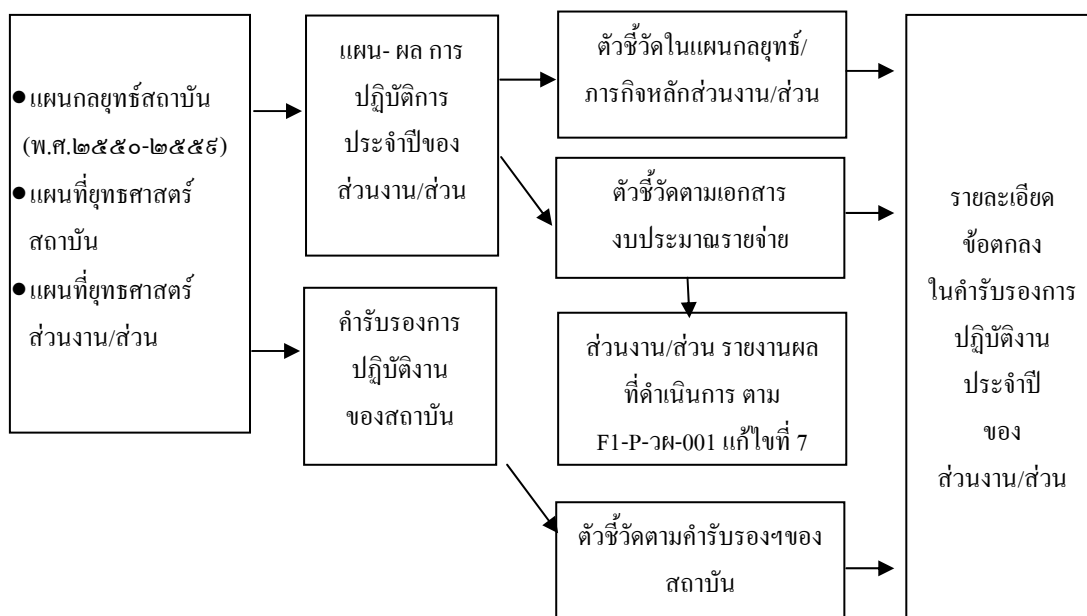 ●แผนกลยุทธ์สถาบัน
(พ.ศ.๒๕๕๐-๒๕๕๙)
●แผนที่ยุทธศาสตร์
สถาบัน
●แผนที่ยุทธศาสตร์
ส่วนงาน/ส่วน
แผน- ผล การ
ปฏิบัติการ
ประจำปีของ
ส่วนงาน/ส่วน
คำรับรองการ
ปฏิบัติงาน
ของสถาบัน
ตัวชี้วัดในแผนกลยุทธ์/
ภารกิจหลักส่วนงาน/ส่วน
ตัวชี้วัดตามเอกสาร
งบประมาณรายจ่าย
ส่วนงาน/ส่วน รายงานผล
ที่ดำเนินการ ตาม
F1-P-วผ-001 แก้ไขที่ 7
ตัวชี้วัดตามคำรับรองฯของ
สถาบัน
รายละเอียด
ข้อตกลง
ในคำรับรองการ
ปฏิบัติงาน
ประจำปี
ของ
ส่วนงาน/ส่วน